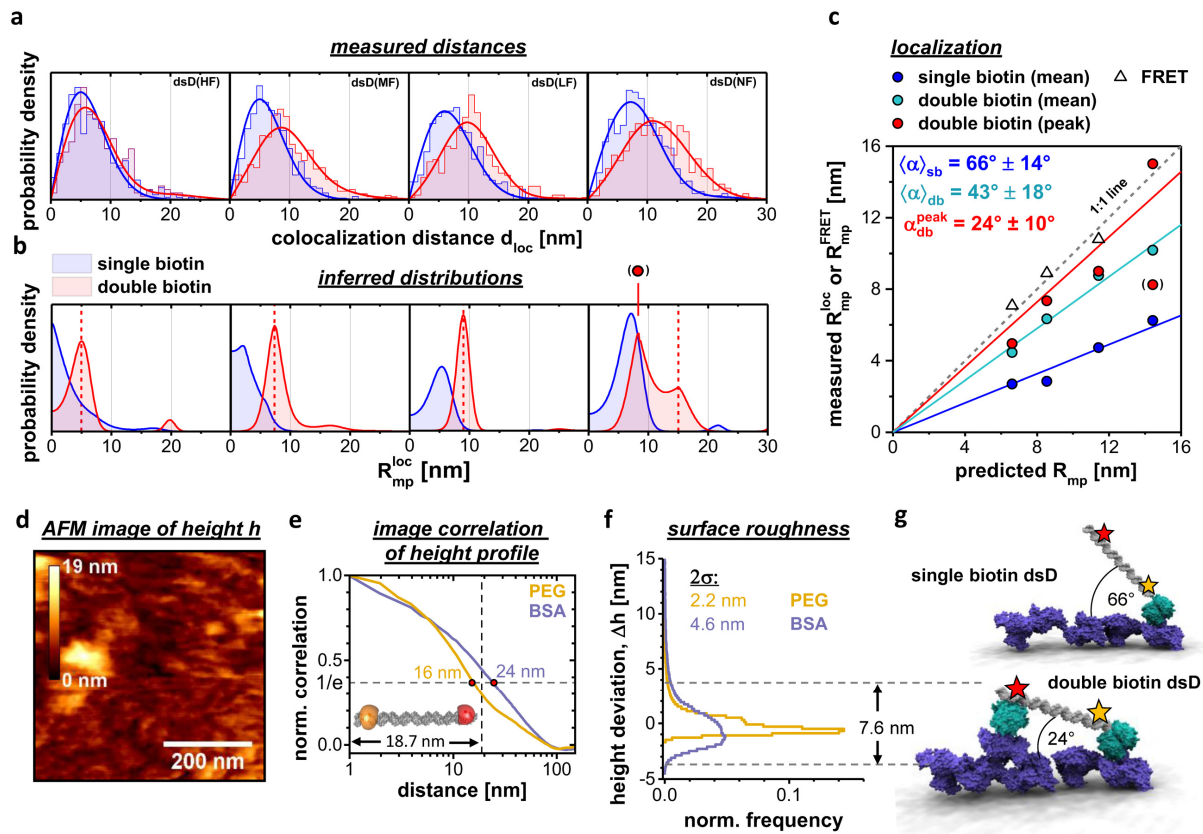 a
measured distances
probability density
dsD(HF)
dsD(MF)
dsD(LF)
dsD(NF)
0 10 20 0 10 20 0 10 20 0 10 20 30
colocalization distance d_loc [nm]
b
single biotin
double biotin
inferred distributions
( )
probability density
0 10 20 0 10 20 0 10 20 0 10 20 30
R_mp^loc [nm]
c
localization
single biotin (mean)
FRET
double biotin (mean)
double biotin (peak)
measured R_mp^loc or R_mp^FRET [nm]
16
12
8
4
0
⟨α⟩sb = 66° ± 14°
⟨α⟩db = 43° ± 18°
α_db^peak = 24° ± 10°
1:1 line
( )
0 4 8 12 16
predicted R_mp [nm]
d
AFM image of height h
19 nm
0 nm
200 nm
e
image correlation
of height profile
norm. correlation
1.0
0.5
1/e
0.0
PEG
BSA
16 nm
24 nm
18.7 nm
1 10 100
distance [nm]
f
surface roughness
height deviation, Δh [nm]
15
10
5
0
-5
2σ:
2.2 nm PEG
4.6 nm BSA
7.6 nm
0.0 0.1
norm. frequency
g
single biotin dsD
66°
double biotin dsD
24°